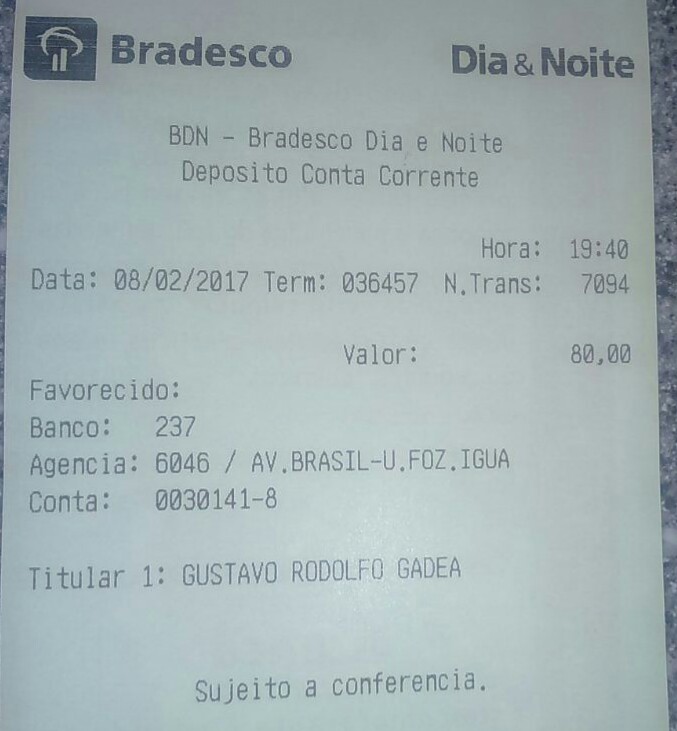 Bradesco Dia & Noite
BDN - Bradesco Dia e Noite
Deposito Conta Corrente
Hora: 19:40
Data: 08/02/2017 Term: 036457 N.Trans: 7094
Valor: 80,00
Favorecido:
Banco: 237
Agencia: 6046 / AV.BRASIL-U.FOZ.IGUA
Conta: 0030141-8
Titular 1: GUSTAVO RODOLFO GADEA
Sujeito a conferencia.